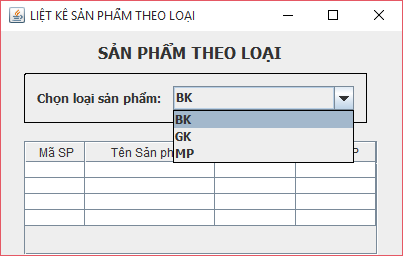 LIỆT KÊ SẢN PHẨM THEO LOẠI
SẢN PHẨM THEO LOẠI
Chọn loại sản phẩm:
BK
BK
GK
MP
Mã SP
Tên Sản ph
P